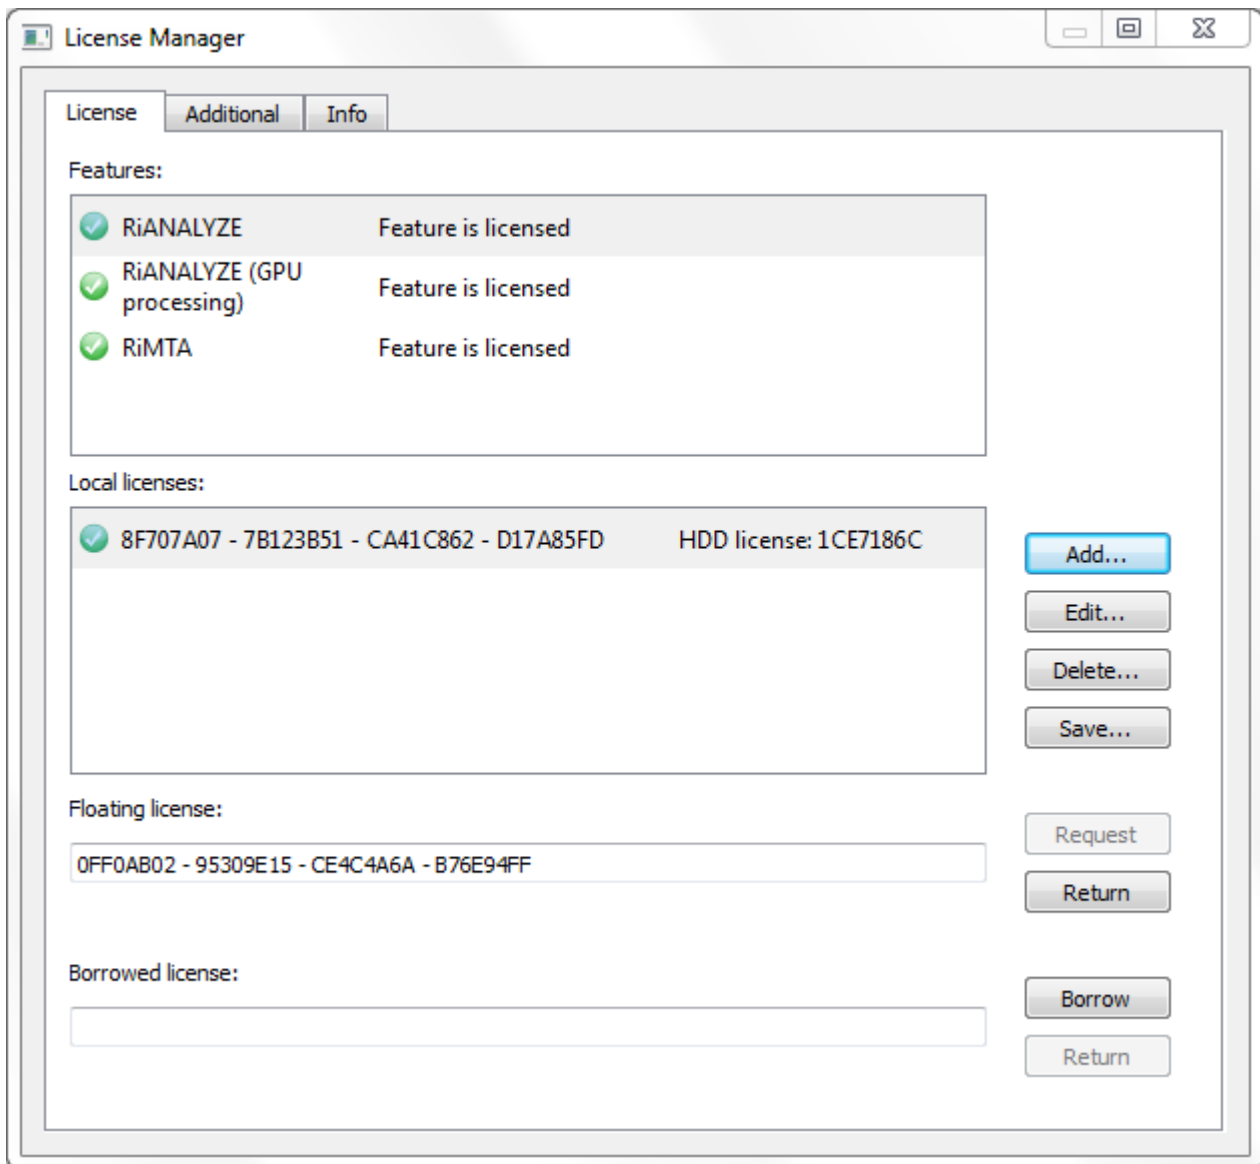 License Manager
License Additional Info
Features:
RiANALYZE Feature is licensed
RiANALYZE (GPU
processing) Feature is licensed
RiMTA Feature is licensed
Local licenses:
8F707A07 - 7B123B51 - CA41C862 - D17A85FD HDD license: 1CE7186C
Add...
Edit...
Delete...
Save...
Floating license:
Request
0FF0AB02 - 95309E15 - CE4C4A6A - B76E94FF
Return
Borrowed license:
Borrow
Return